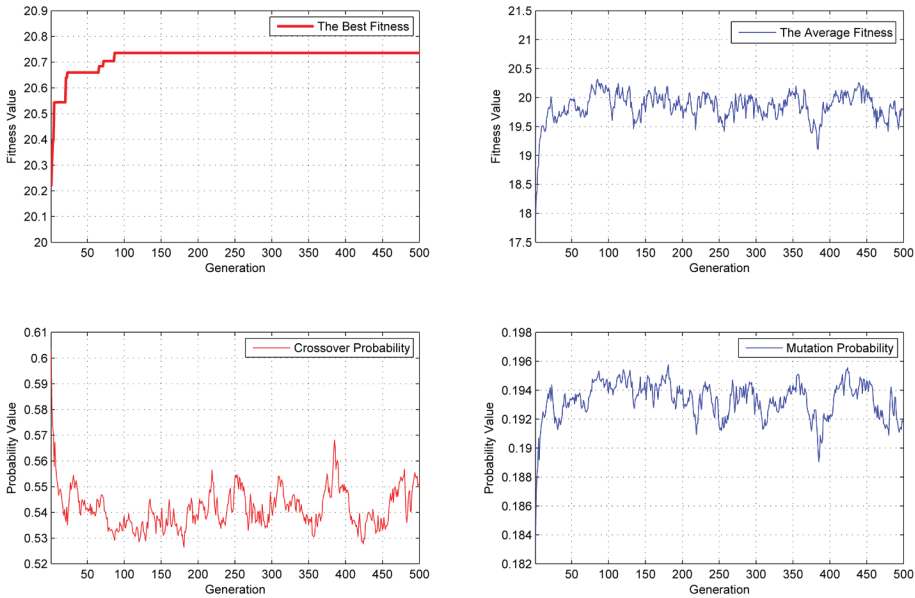 The Best Fitness
20.9
20.8
20.7
20.6
20.5
20.4
20.3
20.2
20.1
20
Fitness Value
50 100 150 200 250 300 350 400 450 500
Generation
The Average Fitness
21.5
21
20.5
20
19.5
19
18.5
18
17.5
Fitness Value
50 100 150 200 250 300 350 400 450 500
Generation
Crossover Probability
0.61
0.6
0.59
0.58
0.57
0.56
0.55
0.54
0.53
0.52
Probability Value
50 100 150 200 250 300 350 400 450 500
Generation
Mutation Probability
0.198
0.196
0.194
0.192
0.19
0.188
0.186
0.184
0.182
Probability Value
50 100 150 200 250 300 350 400 450 500
Generation